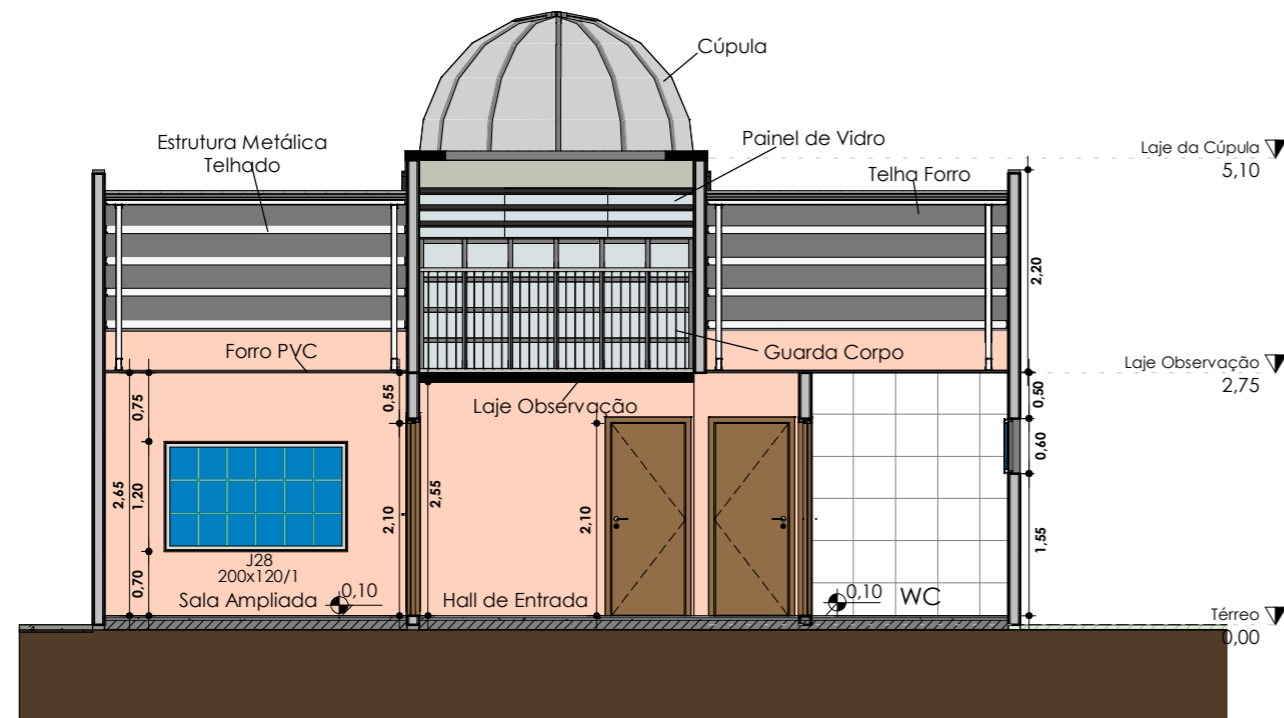 Cúpula
Estrutura Metálica
Telhado
Painel de Vidro
Laje da Cúpula
5,10
Telha Forro
2,20
Forro PVC
Guarda Corpo
Laje Observação
2,75
Laje Observação
0,75
0,55
0,50
0,60
2,65
1,20
2,10
2,55
2,10
1,55
J28
200x120/1
0,70
Sala Ampliada
0,10
Hall de Entrada
0,10
WC
Térreo
0,00